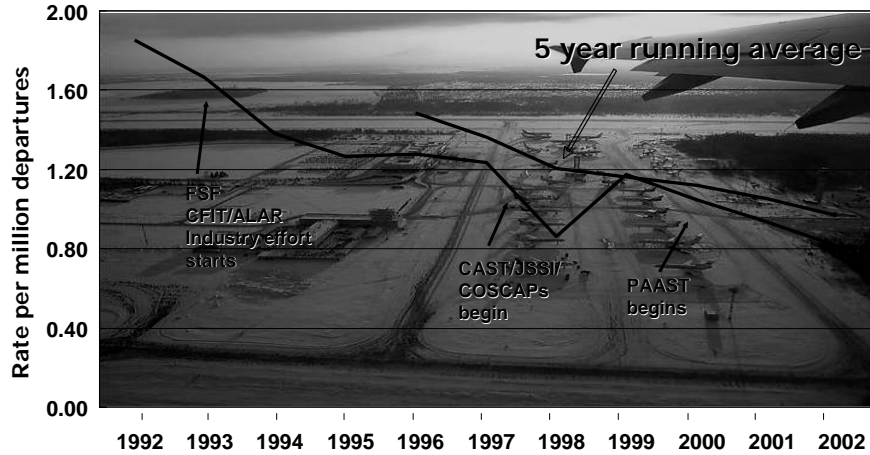 2.00
5 year running average
1.60
1.20
FSF
CFIT/ALAR
Industry effort
starts
0.80
CAST/JSSI/
COSCAPs
begin
PAAST
begins
0.40
0.00
Rate per million departures
1992 1993 1994 1995 1996 1997 1998 1999 2000 2001 2002